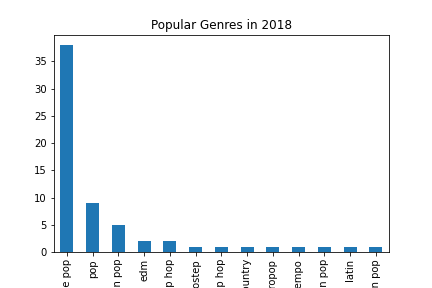 Popular Genres in 2018
35
30
25
20
15
10
5
0
e pop
pop
n pop
edm
p hop
ostep
p hop
ountry
ropop
empo
n pop
latin
n pop